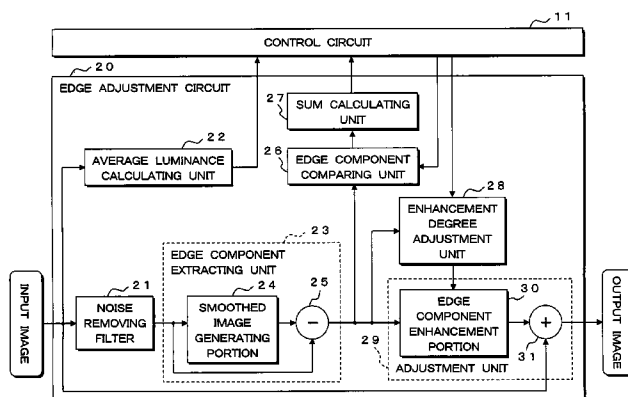 11
CONTROL CIRCUIT
20
EDGE ADJUSTMENT CIRCUIT
27
SUM CALCULATING
UNIT
22
AVERAGE LUMINANCE
CALCULATING UNIT
26
EDGE COMPONENT
COMPARING UNIT
28
ENHANCEMENT
DEGREE
ADJUSTMENT
UNIT
23
EDGE COMPONENT
EXTRACTING UNIT
INPUT IMAGE
21
NOISE
REMOVING
FILTER
24
SMOOTHED
IMAGE
GENERATING
PORTION
25
−
30
EDGE
COMPONENT
ENHANCEMENT
PORTION
+
31
29
ADJUSTMENT UNIT
OUTPUT IMAGE